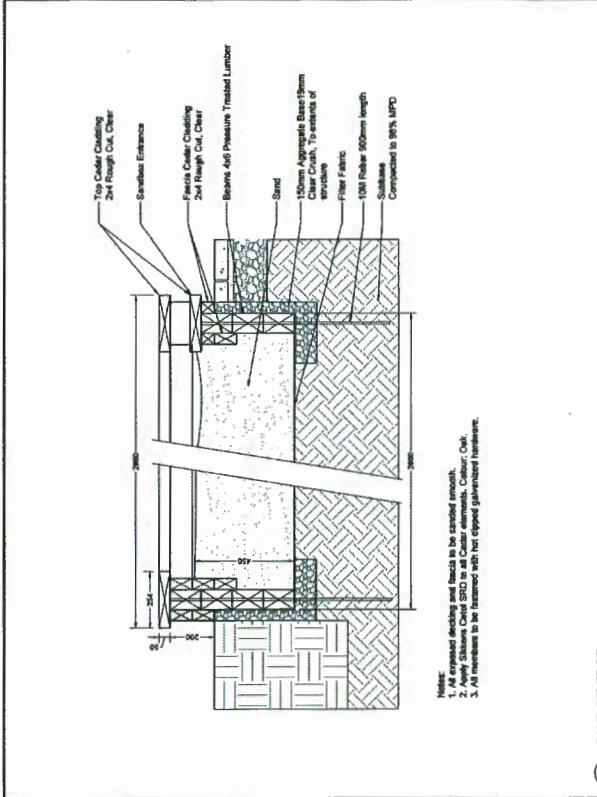 Top Cedar Cladding
2x4 Rough Cut, Clear
Sandbox Entrance
Fascia Cedar Cladding
2x4 Rough Cut, Clear
Beams 4x6 Pressure Treated Lumber
Sand
150mm Aggregate Base19mm
Clear Crush, To extents of
structure
Filter Fabric
10M Rebar 900mm length
Subbase
Compacted to 98% MPD
254
200
450
Notes:
1. All exposed decking and fascia to be sanded smooth.
2. Apply Sikkens Cetol SRD to all Cedar elements. Colour: Oak.
3. All members to be fastened with hot dipped galvanized hardware.